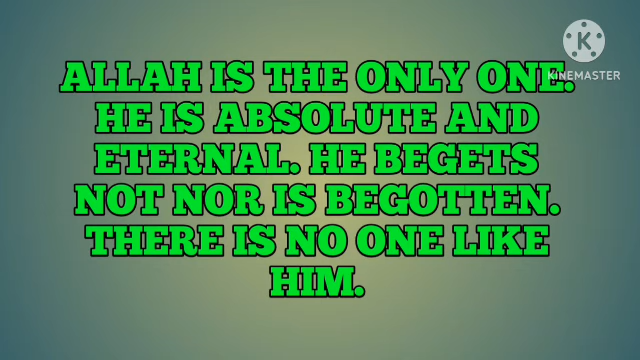 KINEMASTER
ALLAH IS THE ONLY ONE.
HE IS ABSOLUTE AND
ETERNAL. HE BEGETS
NOT NOR IS BEGOTTEN.
THERE IS NO ONE LIKE
HIM.